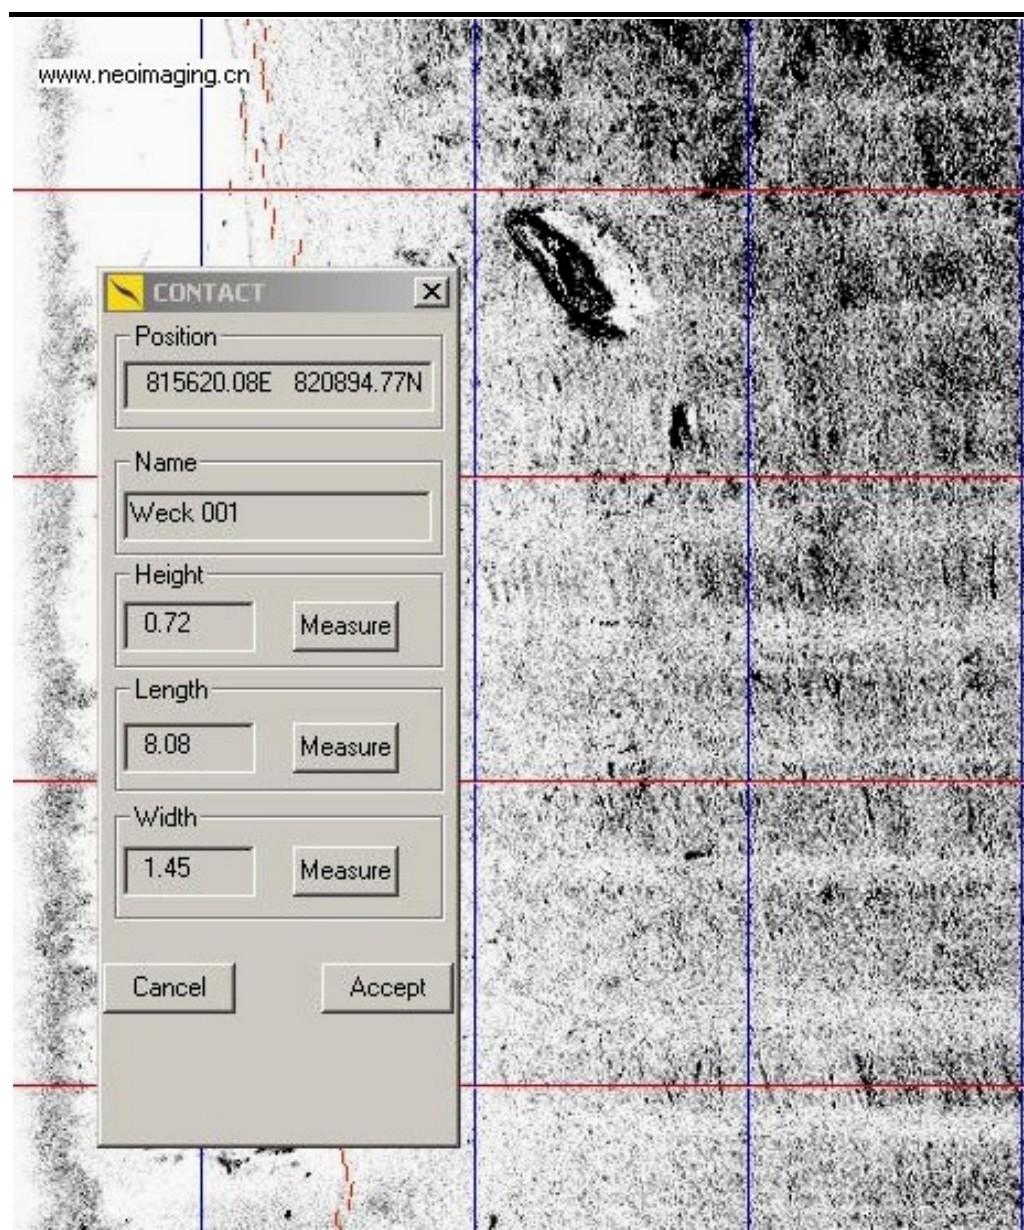 www.neoimaging.cn
CONTACT
Position
815620.08E 820894.77N
Name
Weck 001
Height
0.72 Measure
Length
8.08 Measure
Width
1.45 Measure
Cancel Accept